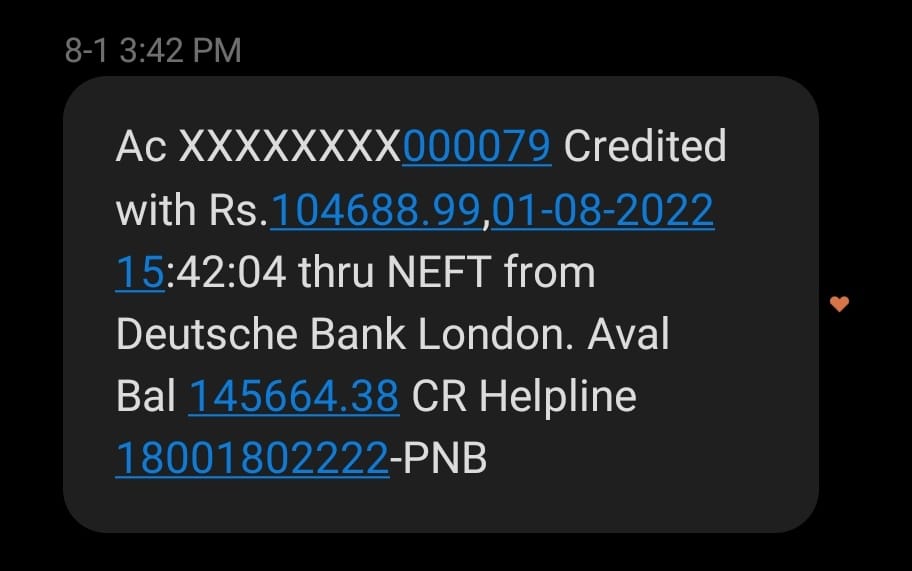 8-1 3:42 PM
Ac XXXXXXXX000079 Credited
with Rs.104688.99,01-08-2022
15:42:04 thru NEFT from
Deutsche Bank London. Aval
Bal 145664.38 CR Helpline
18001802222-PNB